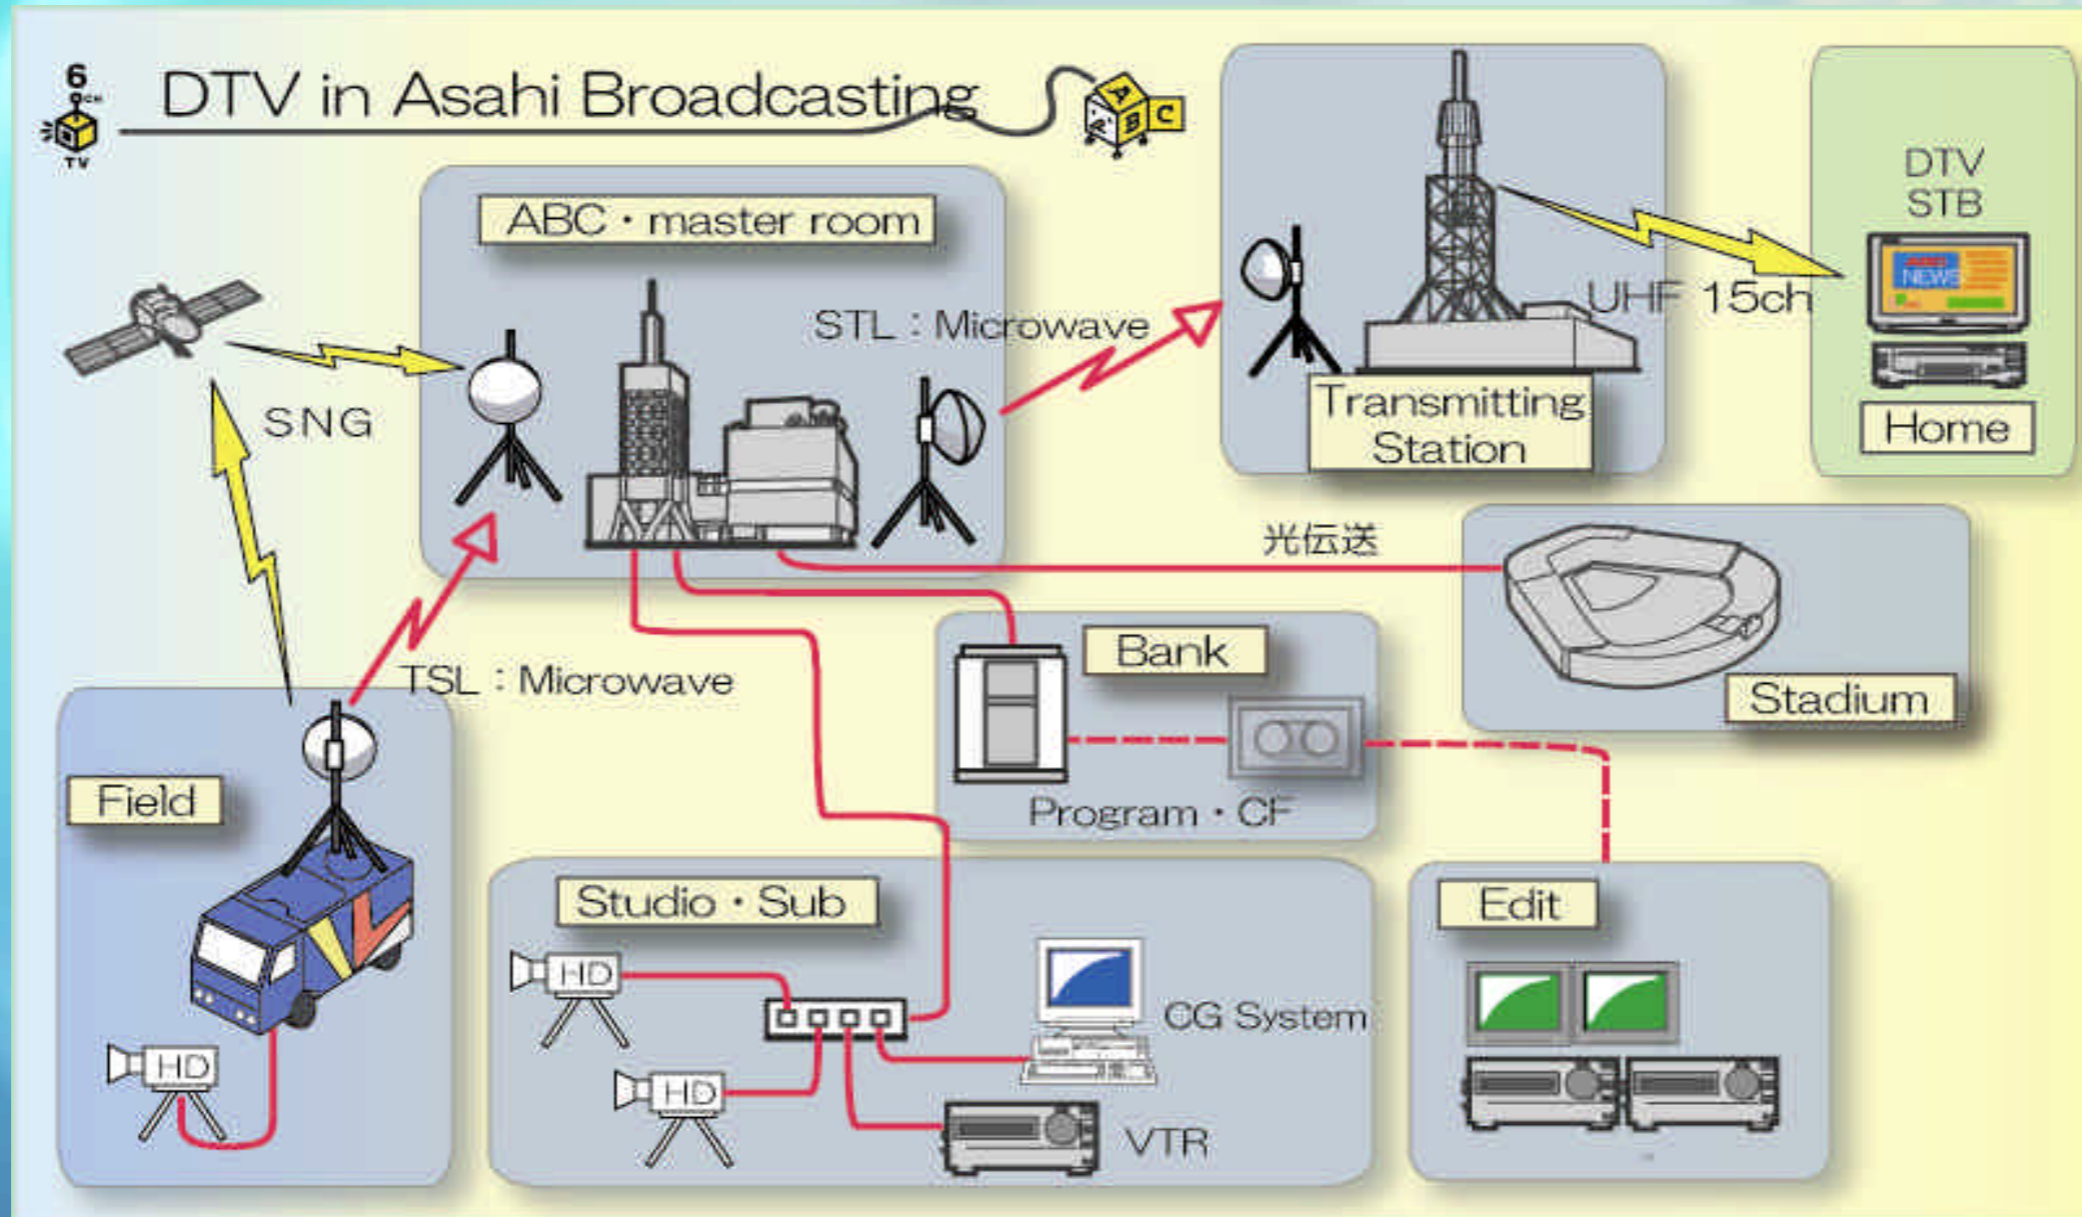 6
CH
TV
DTV in Asahi Broadcasting
A
B
C
ABC・master room
DTV
STB
NEWS
STL：Microwave
UHF 15ch
SNG
Transmitting
Station
Home
光伝送
Bank
TSL：Microwave
Stadium
Field
Program・CF
Studio・Sub
Edit
HD
CG System
HD
HD
VTR